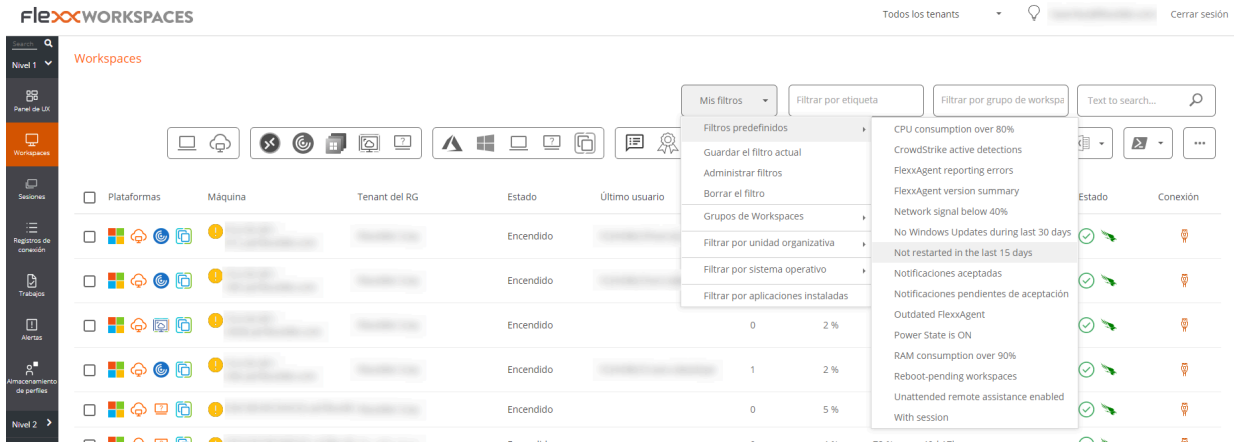 FlexxWORKSPACES
Todos los tenants
Cerrar sesión
Search
Nivel 1
Panel de UX
Workspaces
Sesiones
Registros de conexión
Trabajos
Alertas
Almacenamiento de perfiles
Nivel 2
Workspaces
Mis filtros
Filtrar por etiqueta
Filtrar por grupo de workspa
Text to search...
Filtros predefinidos
Guardar el filtro actual
Administrar filtros
Borrar el filtro
Grupos de Workspaces
Filtrar por unidad organizativa
Filtrar por sistema operativo
Filtrar por aplicaciones instaladas
CPU consumption over 80%
CrowdStrike active detections
FlexxAgent reporting errors
FlexxAgent version summary
Network signal below 40%
No Windows Updates during last 30 days
Not restarted in the last 15 days
Notificaciones aceptadas
Notificaciones pendientes de aceptación
Outdated FlexxAgent
Power State is ON
RAM consumption over 90%
Reboot-pending workspaces
Unattended remote assistance enabled
With session
Plataformas Máquina Tenant del RG Estado Último usuario Estado Conexión
Encendido
Encendido
Encendido 0 2 %
Encendido 1 2 %
Encendido 0 5 %